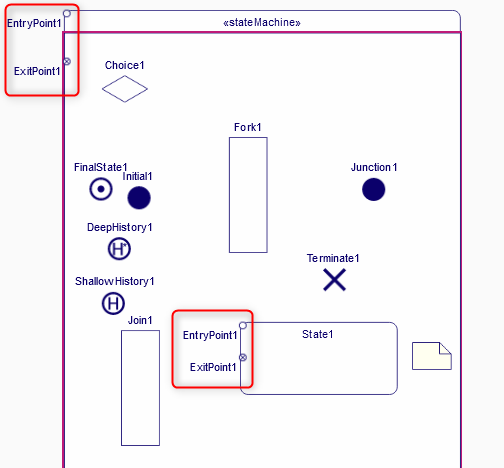 «stateMachine»
EntryPoint1
ExitPoint1
Choice1
Fork1
FinalState1
Initial1
Junction1
DeepHistory1
H*
Terminate1
ShallowHistory1
H
Join1
EntryPoint1
State1
ExitPoint1